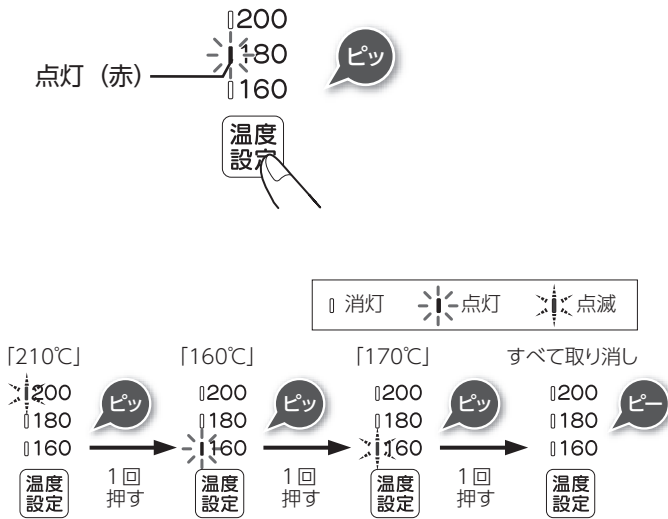 200
180
160
点灯（赤）
ピッ
温度
設定
消灯 点灯 点滅
「210℃」 「160℃」 「170℃」 すべて取り消し
200 200 200 200
ピッ ピッ ピッ ピー
180 180 180 180
160 160 160 160
温度 1回 温度 1回 温度 1回 温度
設定 押す 設定 押す 設定 押す 設定